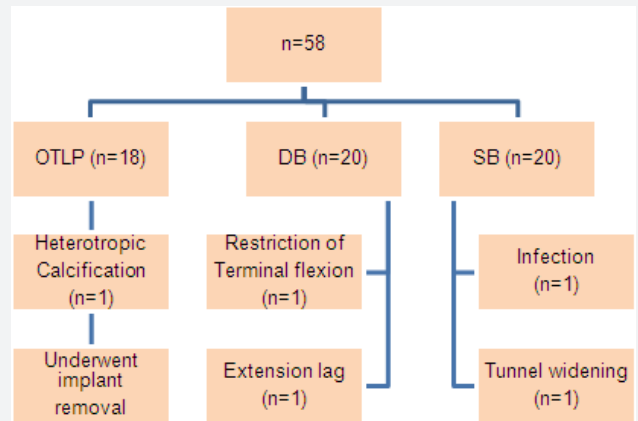 n=58
OTLP (n=18)
DB (n=20)
SB (n=20)
Heterotropic
Calcification
(n=1)
Restriction of
Terminal flexion
(n=1)
Infection
(n=1)
Underwent
implant
removal
Extension lag
(n=1)
Tunnel widening
(n=1)